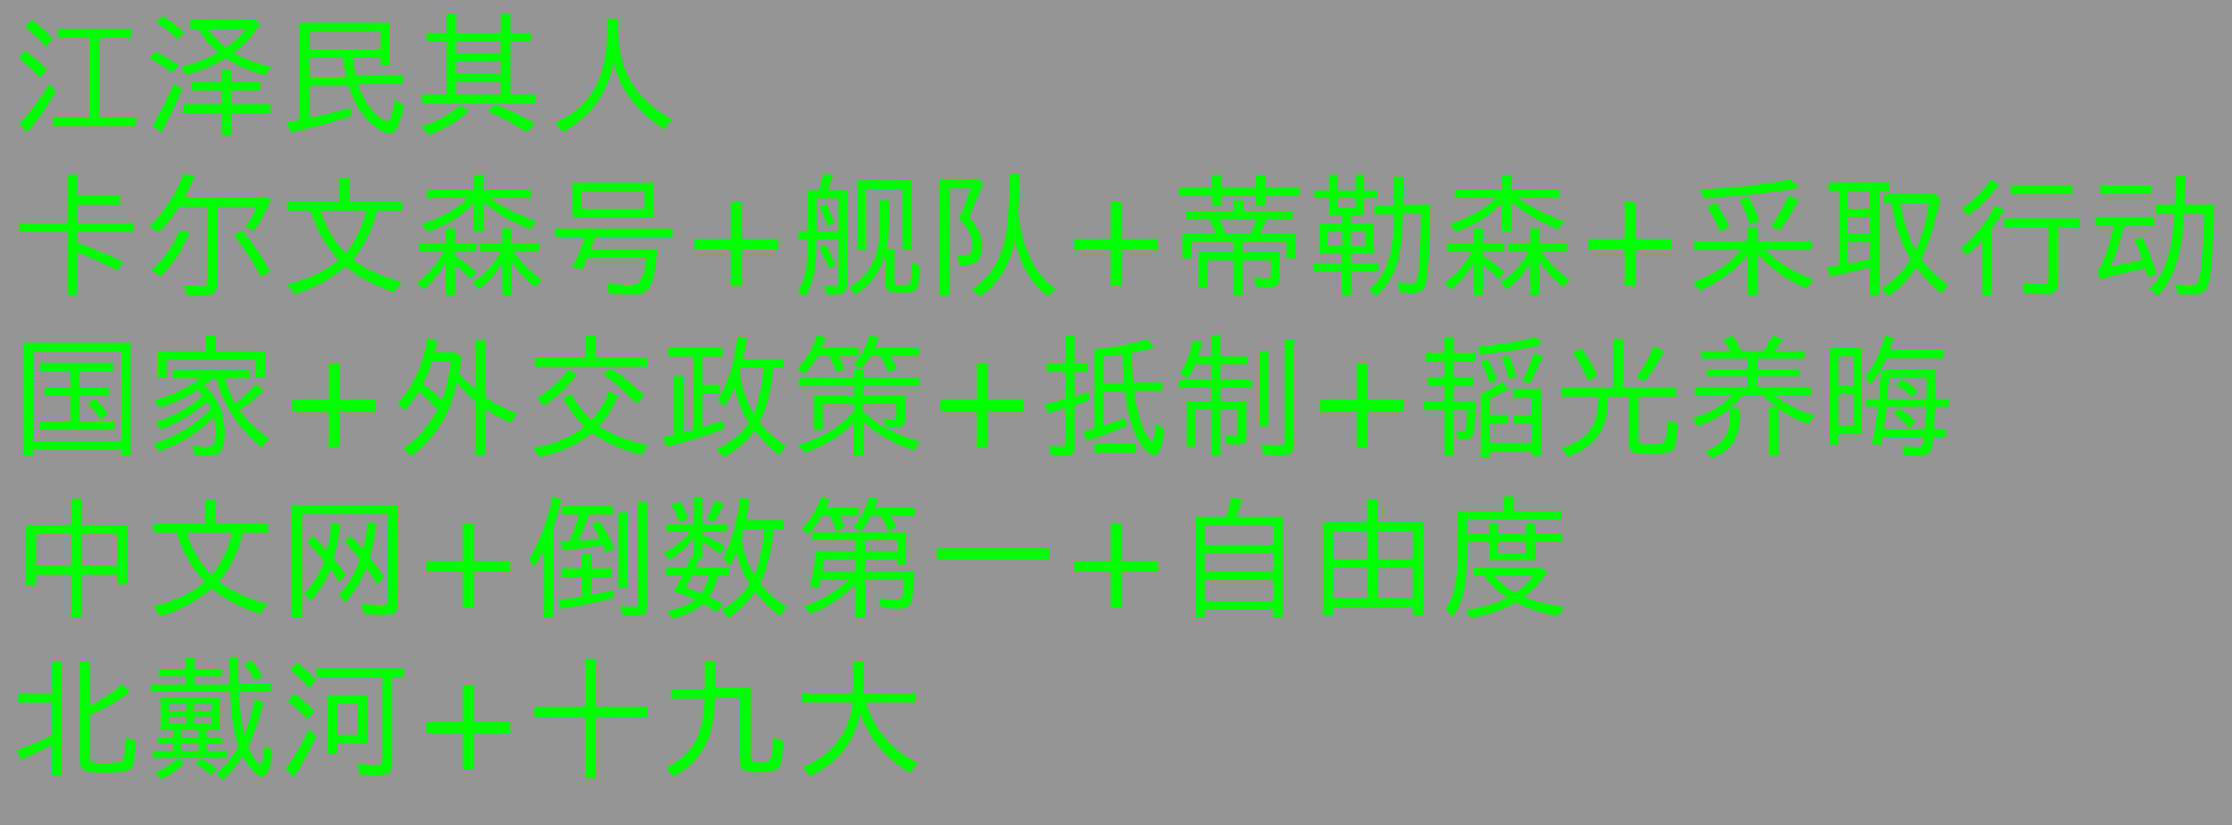 江泽民其人
卡尔文森号+舰队+蒂勒森+采取行动
国家+外交政策+抵制+韬光养晦
中文网+倒数第一+自由度
北戴河+十九大